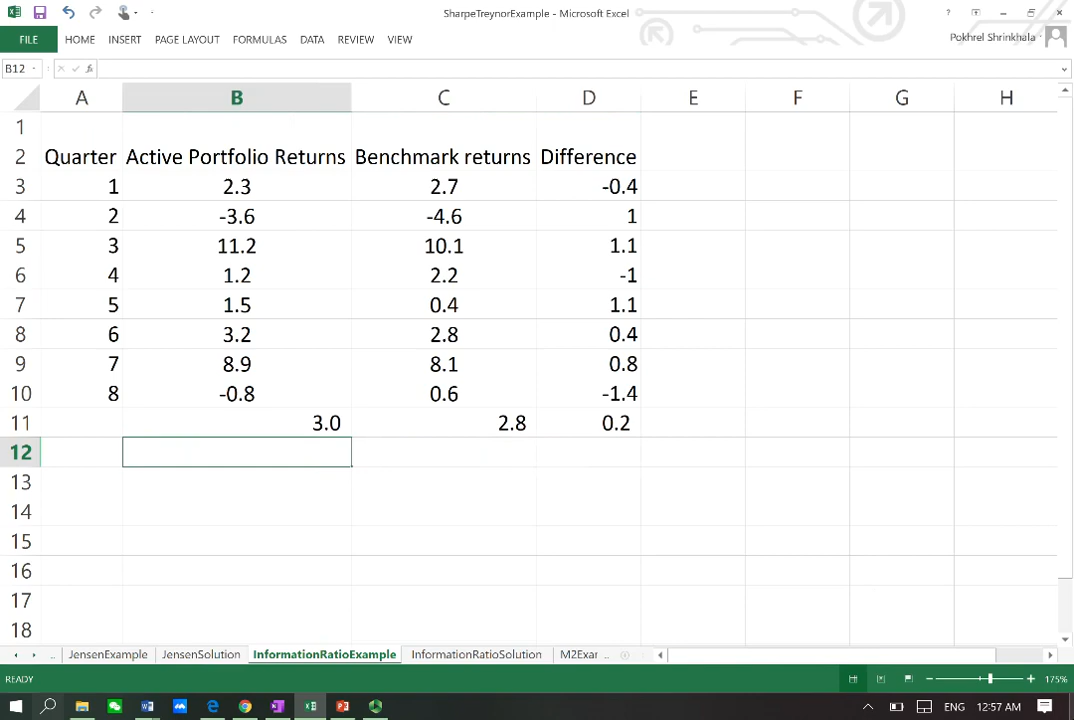 SharpeTreynorExample - Microsoft Excel
FILE HOME INSERT PAGE LAYOUT FORMULAS DATA REVIEW VIEW Pokhrel Shrinkhala
B12
A B C D E F G H
1
2 Quarter Active Portfolio Returns Benchmark returns Difference
3 1 2.3 2.7 -0.4
4 2 -3.6 -4.6 1
5 3 11.2 10.1 1.1
6 4 1.2 2.2 -1
7 5 1.5 0.4 1.1
8 6 3.2 2.8 0.4
9 7 8.9 8.1 0.8
10 8 -0.8 0.6 -1.4
11 3.0 2.8 0.2
12
13
14
15
16
17
18
... JensenExample JensenSolution InformationRatioExample InformationRatioSolution M2Exar ...
READY 175%
ENG 12:57 AM